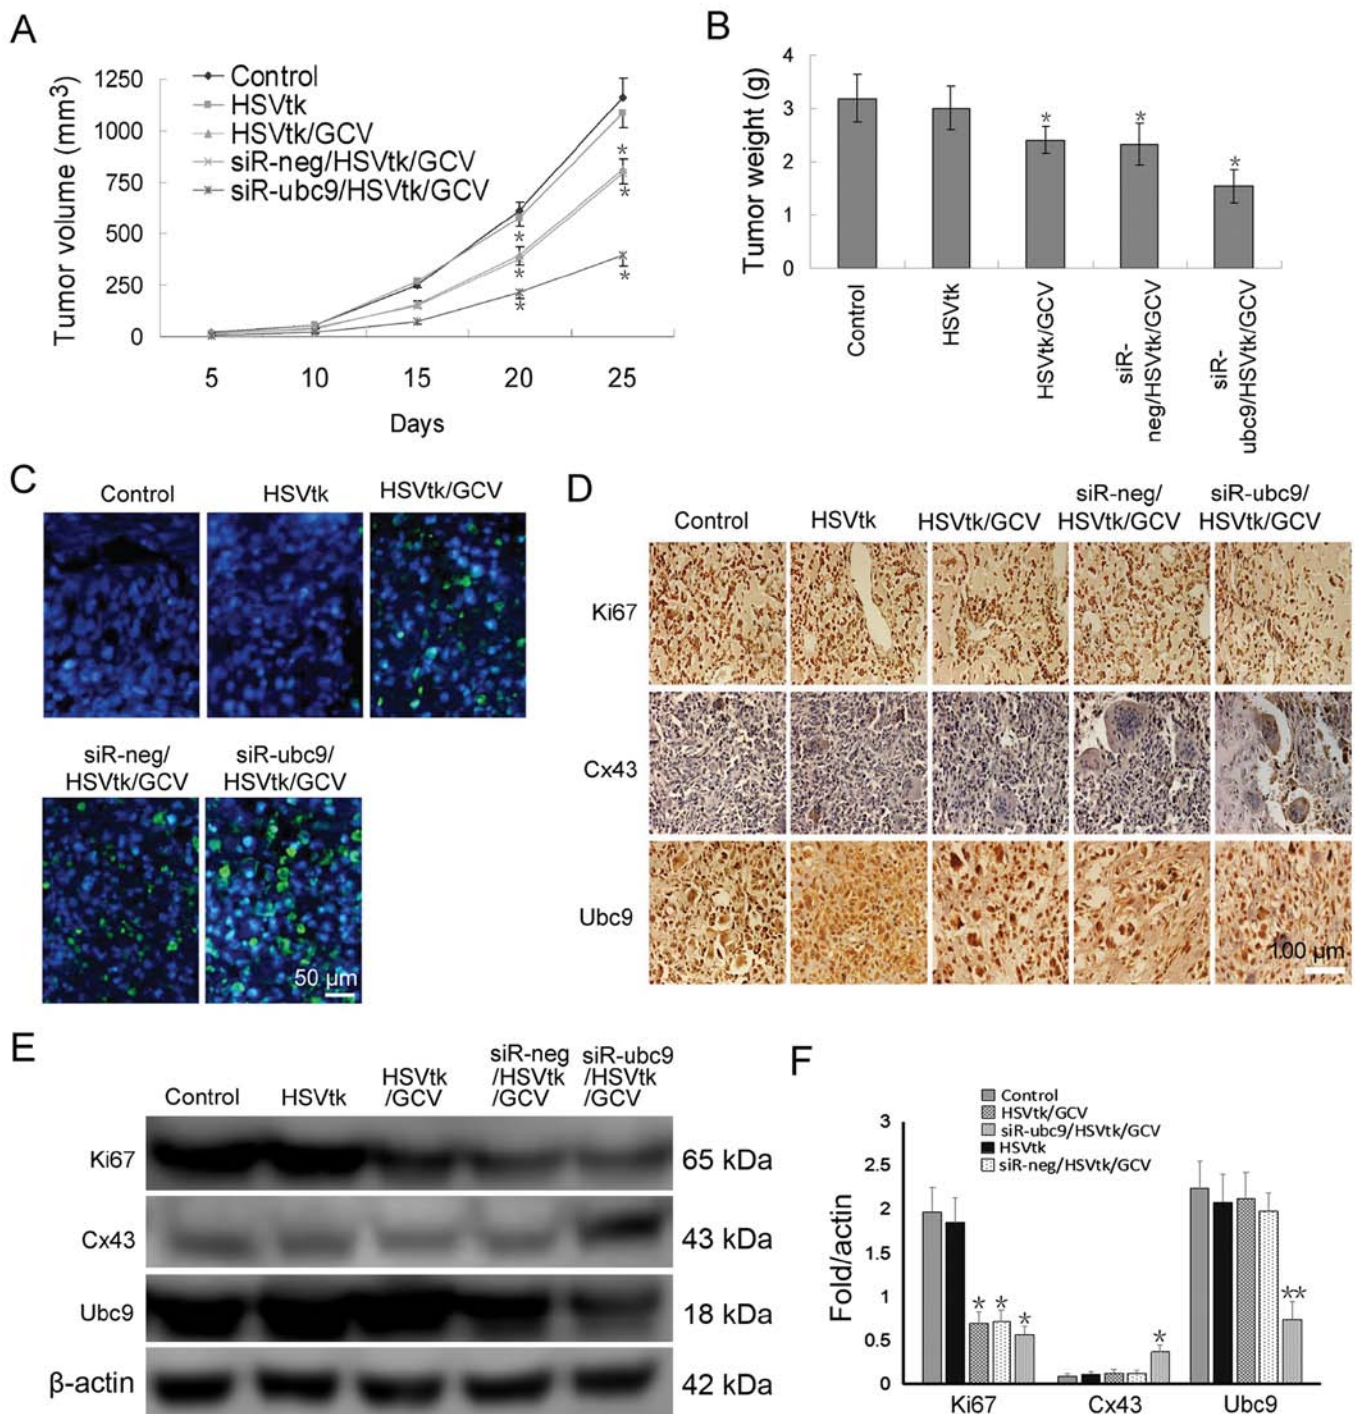 A
Tumor volume (mm3)
1250
1000
750
500
250
0
Control
HSVtk
HSVtk/GCV
siR-neg/HSVtk/GCV
siR-ubc9/HSVtk/GCV
*
*
*
*
*
*
5 10 15 20 25
Days
B
Tumor weight (g)
4
3
2
1
0
*
*
*
Control
HSVtk
HSVtk/GCV
siR-
neg/HSVtk/GCV
siR-
ubc9/HSVtk/GCV
C
Control HSVtk HSVtk/GCV
siR-neg/
HSVtk/GCV
siR-ubc9/
HSVtk/GCV
50 µm
D
Control HSVtk HSVtk/GCV
siR-neg/
HSVtk/GCV
siR-ubc9/
HSVtk/GCV
Ki67
Cx43
Ubc9
100 µm
E
Control HSVtk
HSVtk
/GCV
siR-neg
/HSVtk
/GCV
siR-ubc9
/HSVtk
/GCV
Ki67 65 kDa
Cx43 43 kDa
Ubc9 18 kDa
β-actin 42 kDa
F
Control
HSVtk/GCV
siR-ubc9/HSVtk/GCV
HSVtk
siR-neg/HSVtk/GCV
Fold/actin
3
2.5
2
1.5
1
0.5
0
* * *
*
**
Ki67 Cx43 Ubc9